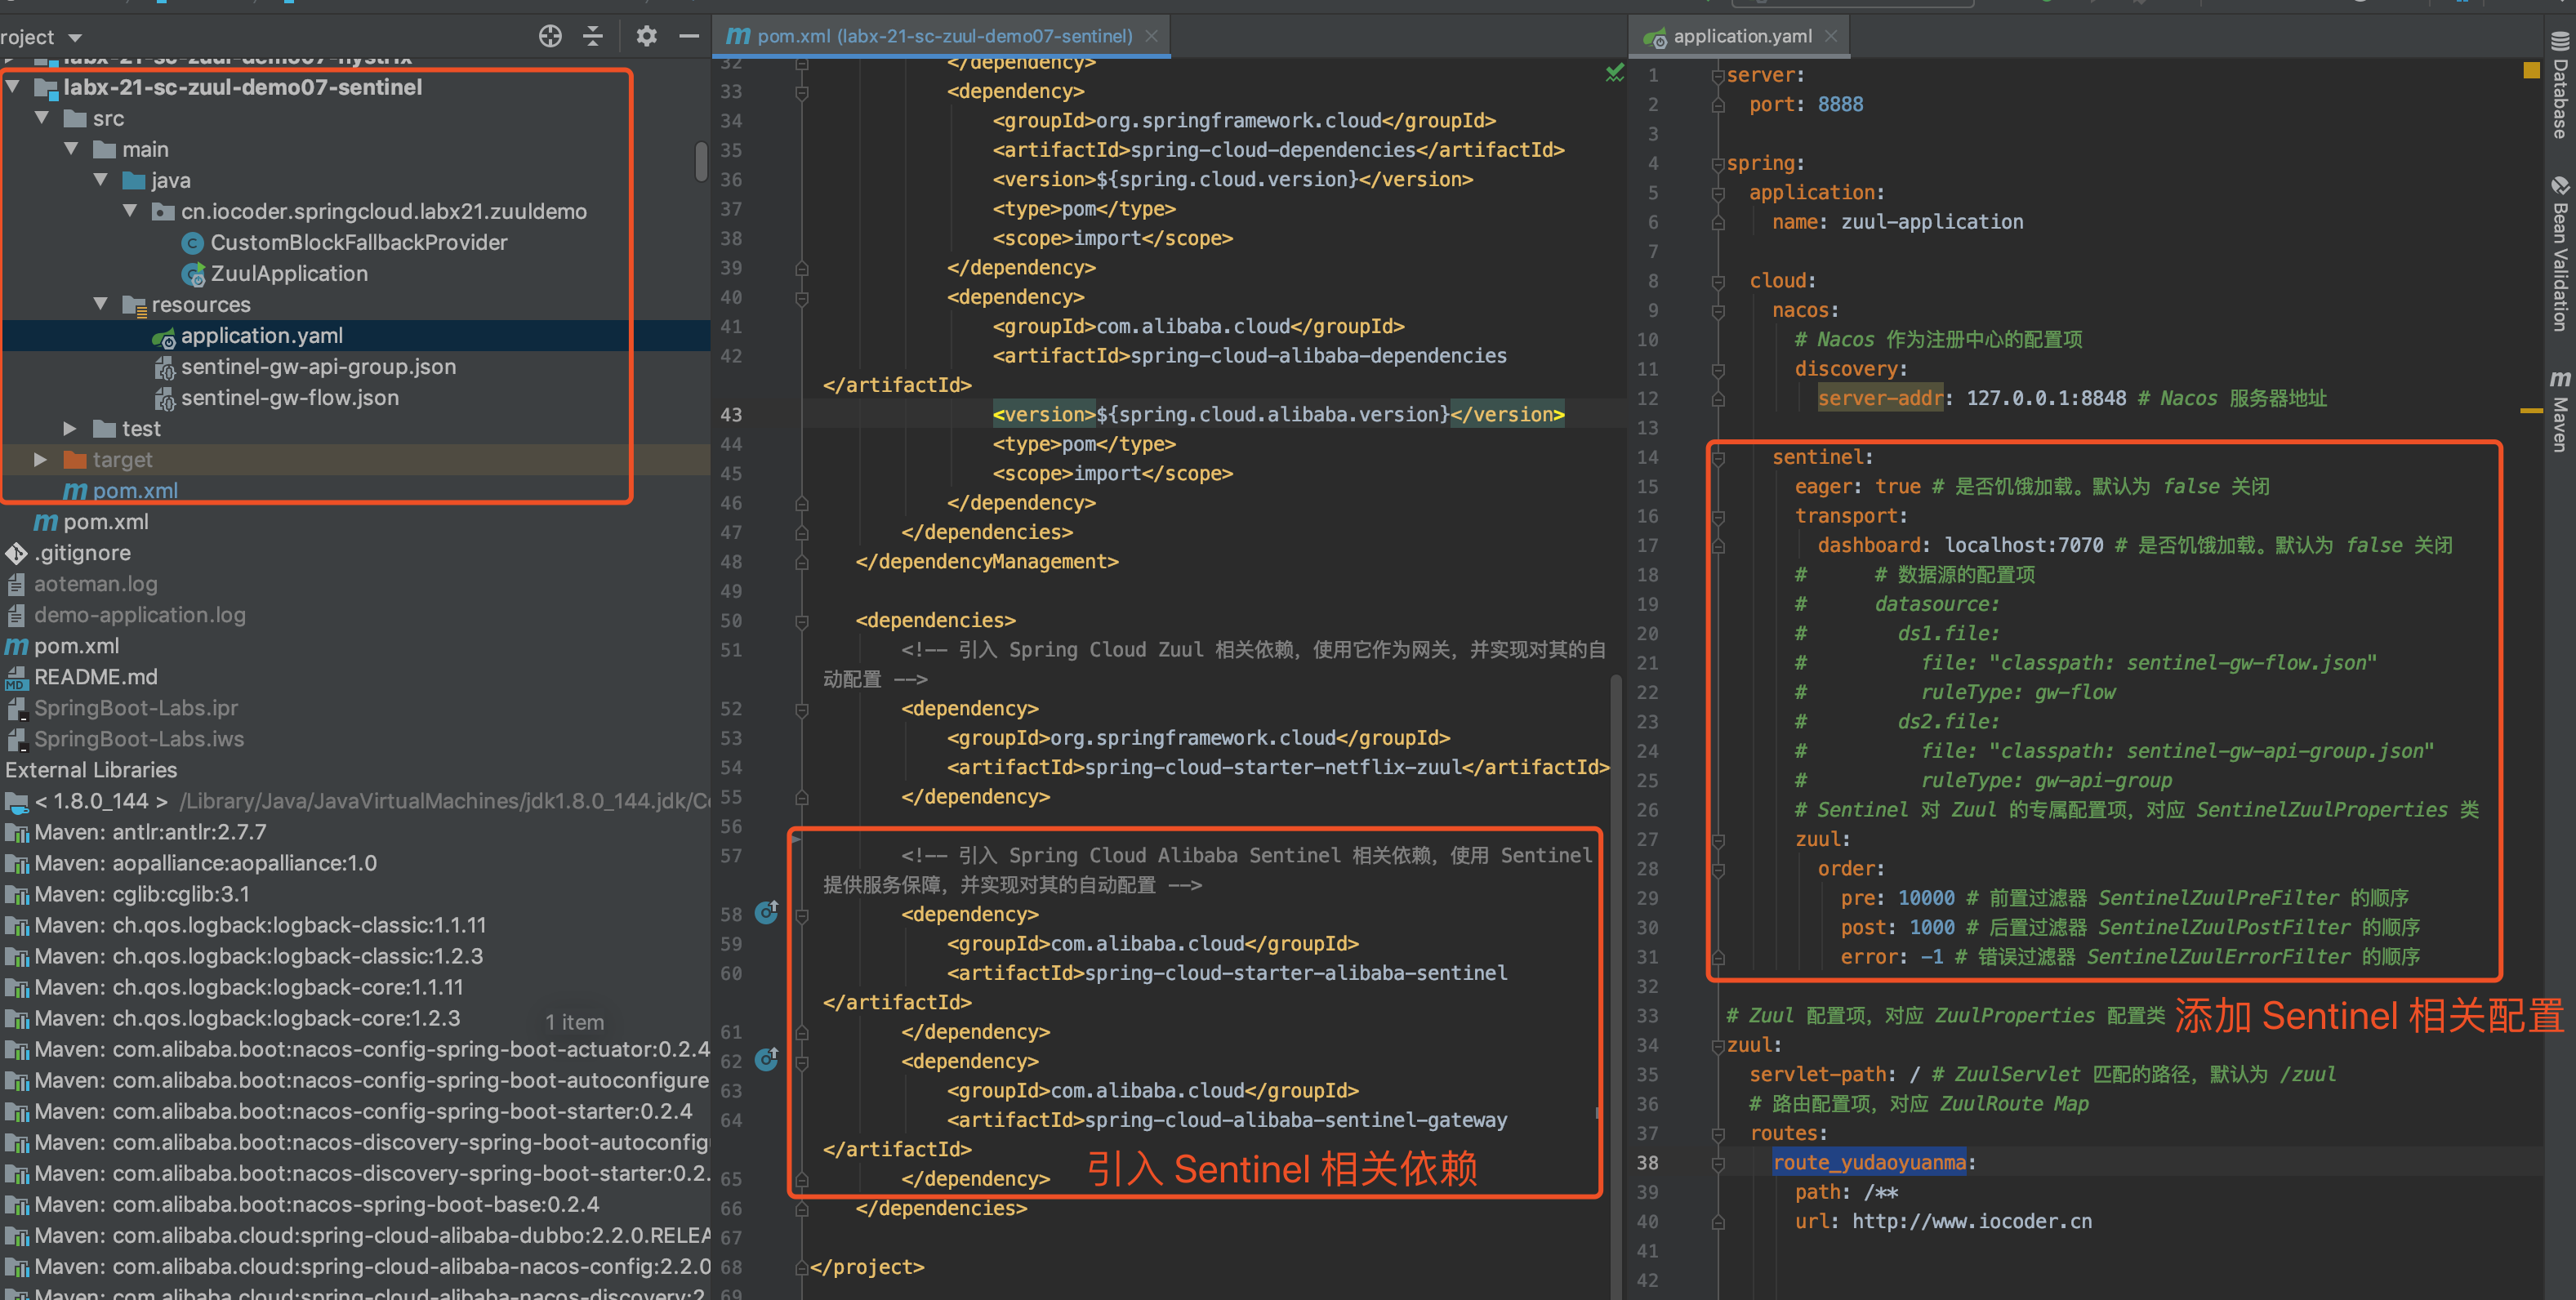 roject
labx-21-sc-zuul-demo07-hystrix
labx-21-sc-zuul-demo07-sentinel
src
main
java
cn.iocoder.springcloud.labx21.zuuldemo
CustomBlockFallbackProvider
ZuulApplication
resources
application.yaml
sentinel-gw-api-group.json
sentinel-gw-flow.json
test
target
pom.xml
pom.xml
.gitignore
aoteman.log
demo-application.log
pom.xml
README.md
SpringBoot-Labs.ipr
SpringBoot-Labs.iws
External Libraries
< 1.8.0_144 > /Library/Java/JavaVirtualMachines/jdk1.8.0_144.jdk/Co
Maven: antlr:antlr:2.7.7
Maven: aopalliance:aopalliance:1.0
Maven: cglib:cglib:3.1
Maven: ch.qos.logback:logback-classic:1.1.11
Maven: ch.qos.logback:logback-classic:1.2.3
Maven: ch.qos.logback:logback-core:1.1.11
Maven: ch.qos.logback:logback-core:1.2.3
1 item
Maven: com.alibaba.boot:nacos-config-spring-boot-actuator:0.2.4
Maven: com.alibaba.boot:nacos-config-spring-boot-autoconfigure
Maven: com.alibaba.boot:nacos-config-spring-boot-starter:0.2.4
Maven: com.alibaba.boot:nacos-discovery-spring-boot-autoconfig
Maven: com.alibaba.boot:nacos-discovery-spring-boot-starter:0.2.
Maven: com.alibaba.boot:nacos-spring-boot-base:0.2.4
Maven: com.alibaba.cloud:spring-cloud-alibaba-dubbo:2.2.0.RELEA
Maven: com.alibaba.cloud:spring-cloud-alibaba-nacos-config:2.2.0
Maven: com.alibaba.cloud:spring-cloud-alibaba-nacos-discovery:2
pom.xml (labx-21-sc-zuul-demo07-sentinel)
32 </dependency>
33 <dependency>
34 <groupId>org.springframework.cloud</groupId>
35 <artifactId>spring-cloud-dependencies</artifactId>
36 <version>${spring.cloud.version}</version>
37 <type>pom</type>
38 <scope>import</scope>
39 </dependency>
40 <dependency>
41 <groupId>com.alibaba.cloud</groupId>
42 <artifactId>spring-cloud-alibaba-dependencies
</artifactId>
43 <version>${spring.cloud.alibaba.version}</version>
44 <type>pom</type>
45 <scope>import</scope>
46 </dependency>
47 </dependencies>
48 </dependencyManagement>
49
50 <dependencies>
51 <!-- 引入 Spring Cloud Zuul 相关依赖，使用它作为网关，并实现对其的自
动配置 -->
52 <dependency>
53 <groupId>org.springframework.cloud</groupId>
54 <artifactId>spring-cloud-starter-netflix-zuul</artifactId>
55 </dependency>
56
57 <!-- 引入 Spring Cloud Alibaba Sentinel 相关依赖，使用 Sentinel
提供服务保障，并实现对其的自动配置 -->
58 <dependency>
59 <groupId>com.alibaba.cloud</groupId>
60 <artifactId>spring-cloud-starter-alibaba-sentinel
</artifactId>
61 </dependency>
62 <dependency>
63 <groupId>com.alibaba.cloud</groupId>
64 <artifactId>spring-cloud-alibaba-sentinel-gateway
</artifactId>
65 </dependency>
引入 Sentinel 相关依赖
66 </dependencies>
67
68 </project>
69
application.yaml
1 server:
2 port: 8888
3
4 spring:
5 application:
6 name: zuul-application
7
8 cloud:
9 nacos:
10 # Nacos 作为注册中心的配置项
11 discovery:
12 server-addr: 127.0.0.1:8848 # Nacos 服务器地址
13
14 sentinel:
15 eager: true # 是否饥饿加载。默认为 false 关闭
16 transport:
17 dashboard: localhost:7070 # 是否饥饿加载。默认为 false 关闭
18 # # 数据源的配置项
19 # datasource:
20 # ds1.file:
21 # file: "classpath: sentinel-gw-flow.json"
22 # ruleType: gw-flow
23 # ds2.file:
24 # file: "classpath: sentinel-gw-api-group.json"
25 # ruleType: gw-api-group
26 # Sentinel 对 Zuul 的专属配置项，对应 SentinelZuulProperties 类
27 zuul:
28 order:
29 pre: 10000 # 前置过滤器 SentinelZuulPreFilter 的顺序
30 post: 1000 # 后置过滤器 SentinelZuulPostFilter 的顺序
31 error: -1 # 错误过滤器 SentinelZuulErrorFilter 的顺序
32
33 # Zuul 配置项，对应 ZuulProperties 配置类
添加 Sentinel 相关配置
34 zuul:
35 servlet-path: / # ZuulServlet 匹配的路径，默认为 /zuul
36 # 路由配置项，对应 ZuulRoute Map
37 routes:
38 route_yudaoyuanma:
39 path: /**
40 url: http://www.iocoder.cn
41
42
Database
Bean Validation
Maven